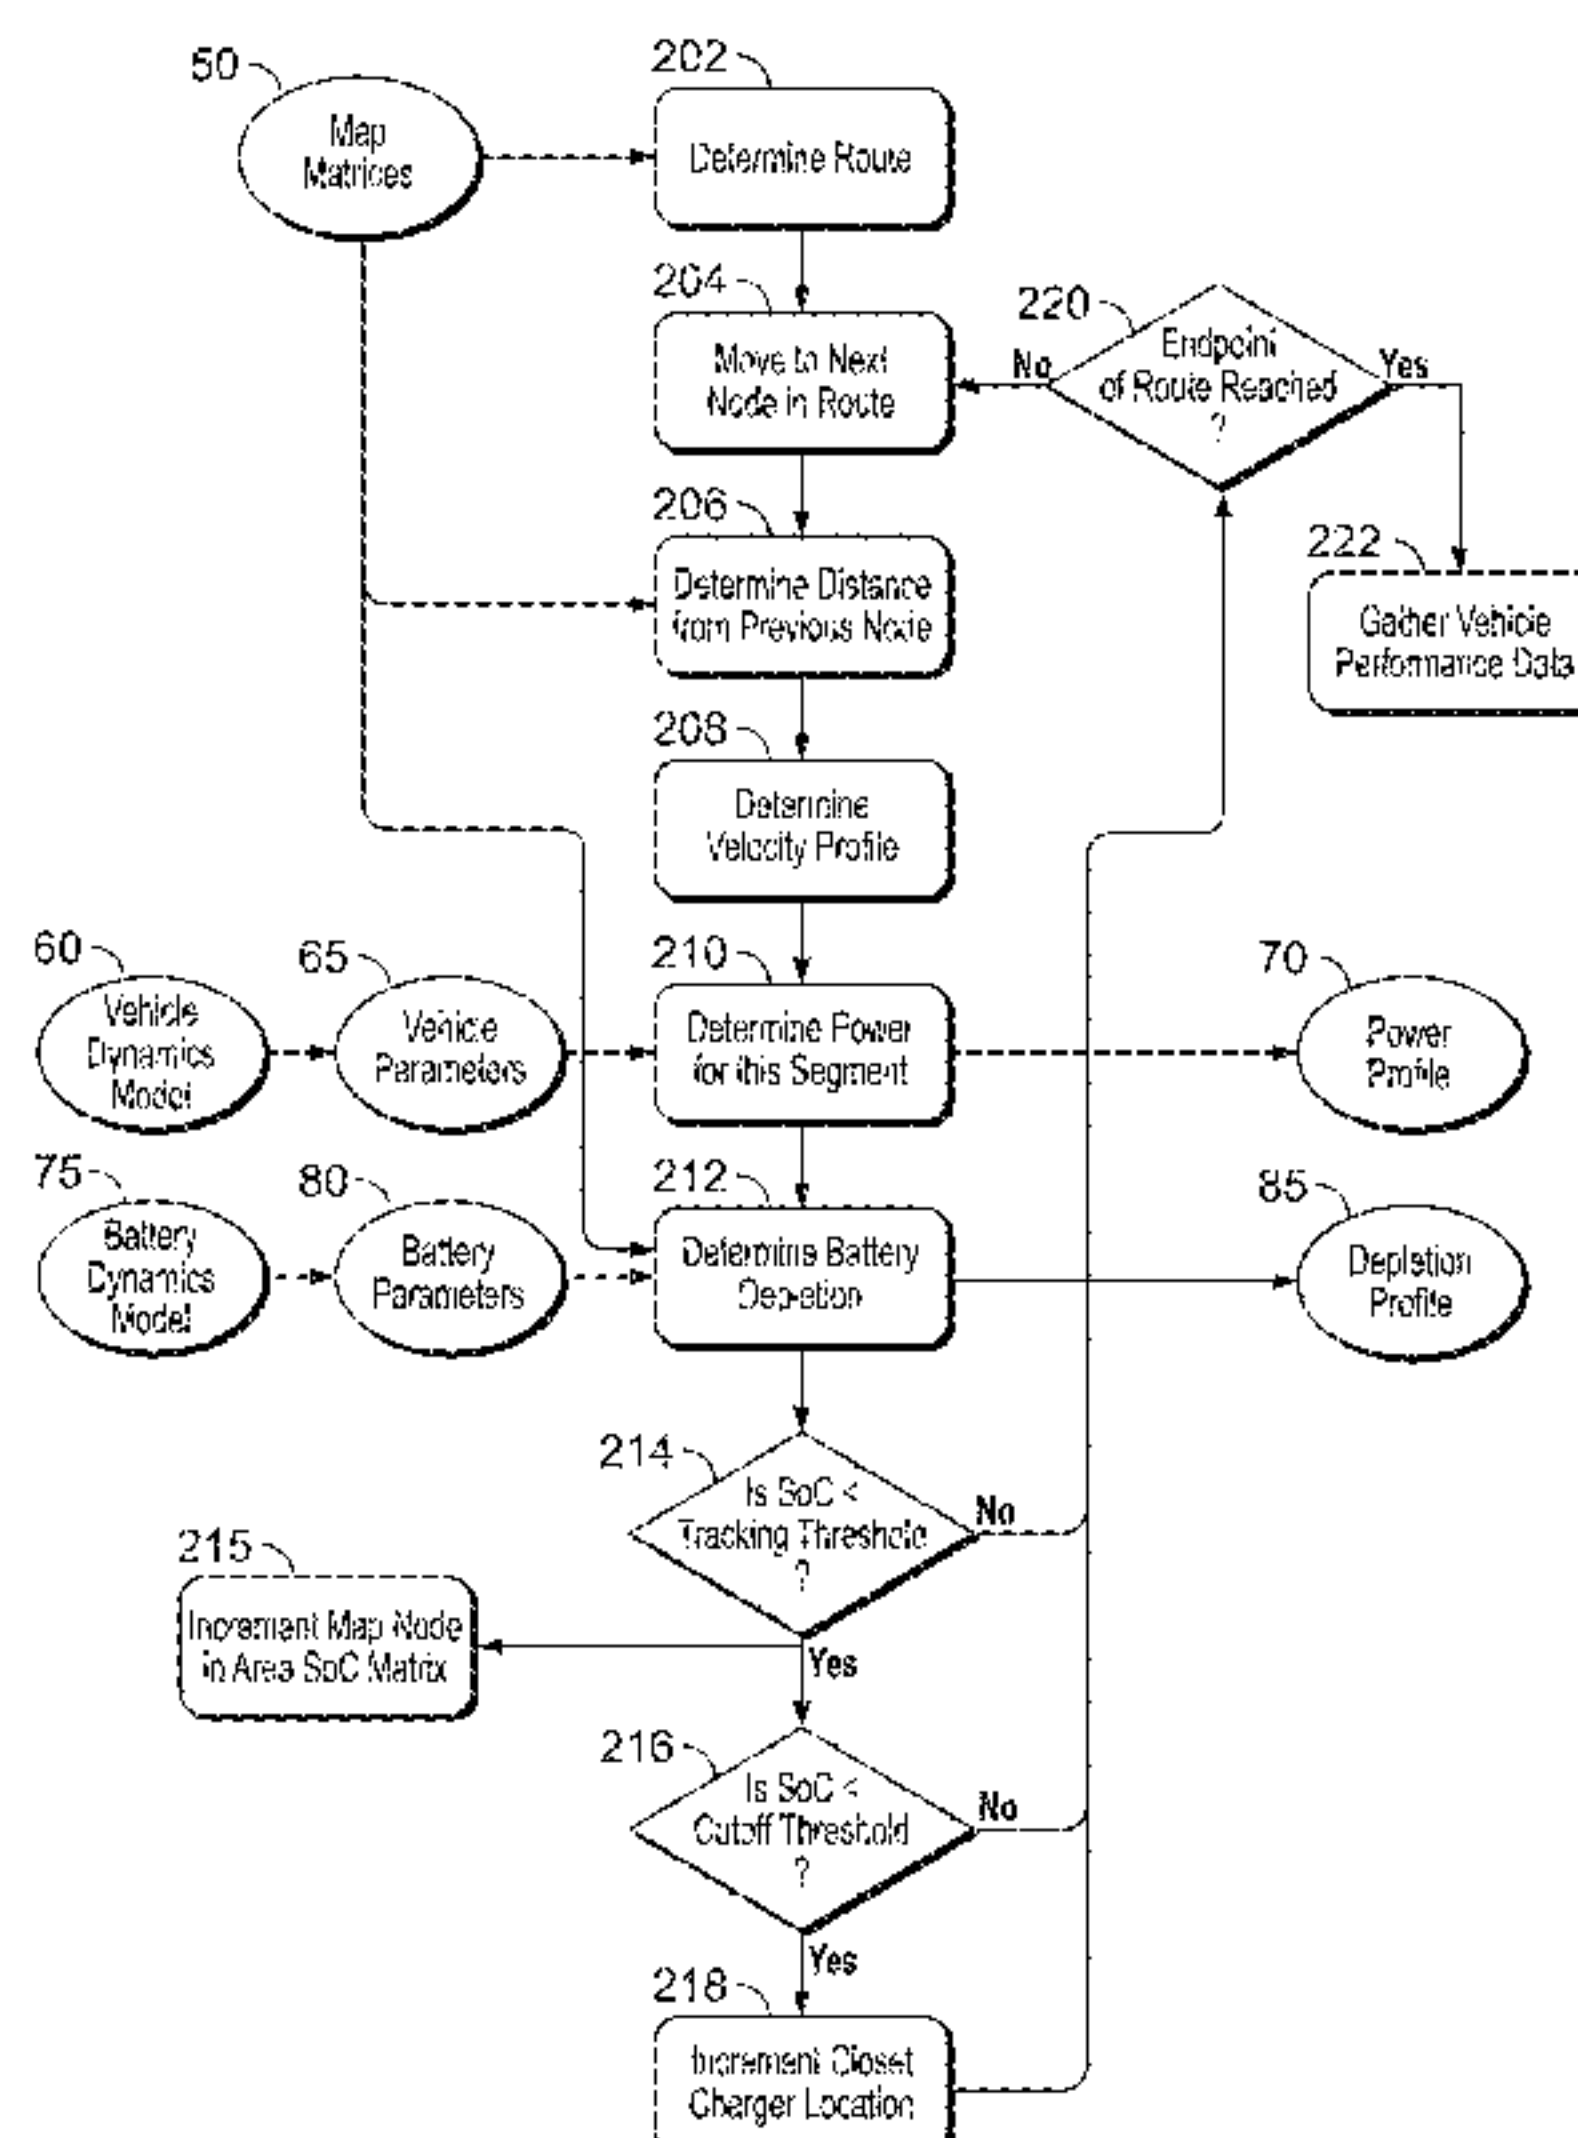 50
Map
Matrices
202
Determine Route
204
Move to Next
Node in Route
220
Endpoint
of Route Reached
?
No
Yes
206
Determine Distance
from Previous Node
222
Gather Vehicle
Performance Data
208
Determine
Velocity Profile
60
Vehicle
Dynamics
Model
65
Vehicle
Parameters
210
Determine Power
for this Segment
70
Power
Profile
75
Battery
Dynamics
Model
80
Battery
Parameters
212
Determine Battery
Depletion
85
Depletion
Profile
214
Is SoC <
Tracking Threshold
?
No
Yes
215
Increment Map Node
in Area SoC Matrix
216
Is SoC <
Cutoff Threshold
?
No
Yes
218
Increment Closet
Charger Location